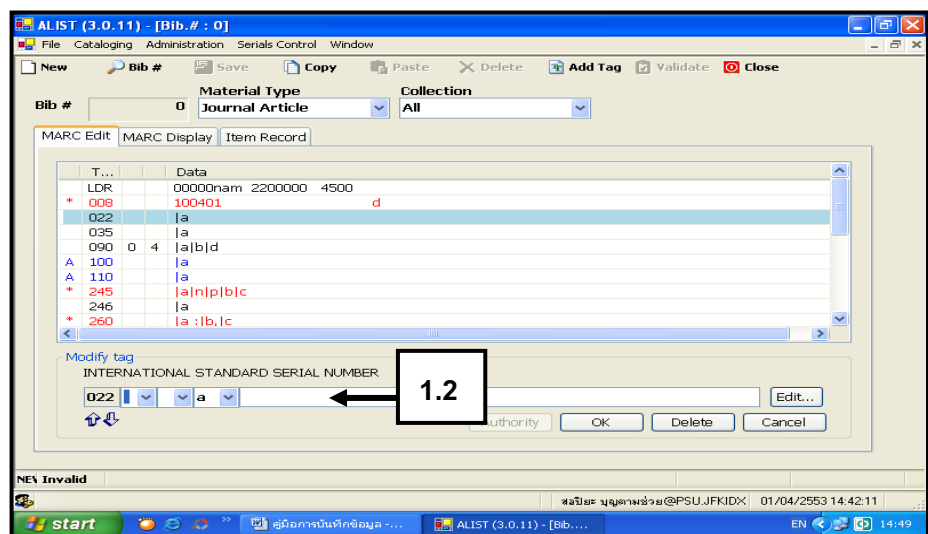 ALIST (3.0.11) - [Bib.# : 0]
File Cataloging Administration Serials Control Window
New Bib # Save Copy Paste Delete Add Tag Validate Close
Material Type Collection
Bib # 0 Journal Article All
MARC Edit MARC Display Item Record
T... Data
LDR 00000nam 2200000 4500
* 008 100401 d
022 |a
035 |a
090 0 4 |a|b|d
A 100 |a
A 110 |a
* 245 |a|n|p|b|c
246 |a
* 260 |a :|b,|c
Modify tag
INTERNATIONAL STANDARD SERIAL NUMBER
1.2
022 a Edit...
Authority OK Delete Cancel
NEW Invalid
สอปิยะ บุญตามช่วย@PSU.JFKIDX 01/04/2553 14:42:11
start คู่มือการบันทึกข้อมูล -... ALIST (3.0.11) - [Bib.... EN 14:49